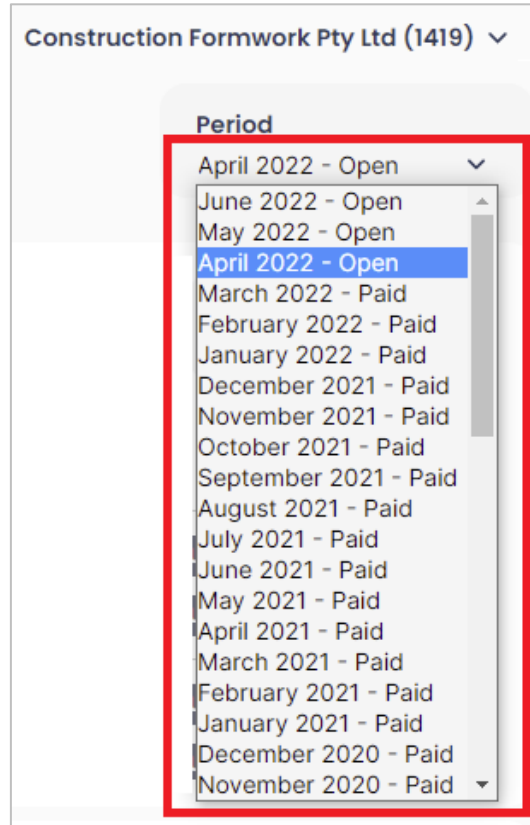 Construction Formwork Pty Ltd (1419)
Period
April 2022 - Open
June 2022 - Open
May 2022 - Open
April 2022 - Open
March 2022 - Paid
February 2022 - Paid
January 2022 - Paid
December 2021 - Paid
November 2021 - Paid
October 2021 - Paid
September 2021 - Paid
August 2021 - Paid
July 2021 - Paid
June 2021 - Paid
May 2021 - Paid
April 2021 - Paid
March 2021 - Paid
February 2021 - Paid
January 2021 - Paid
December 2020 - Paid
November 2020 - Paid